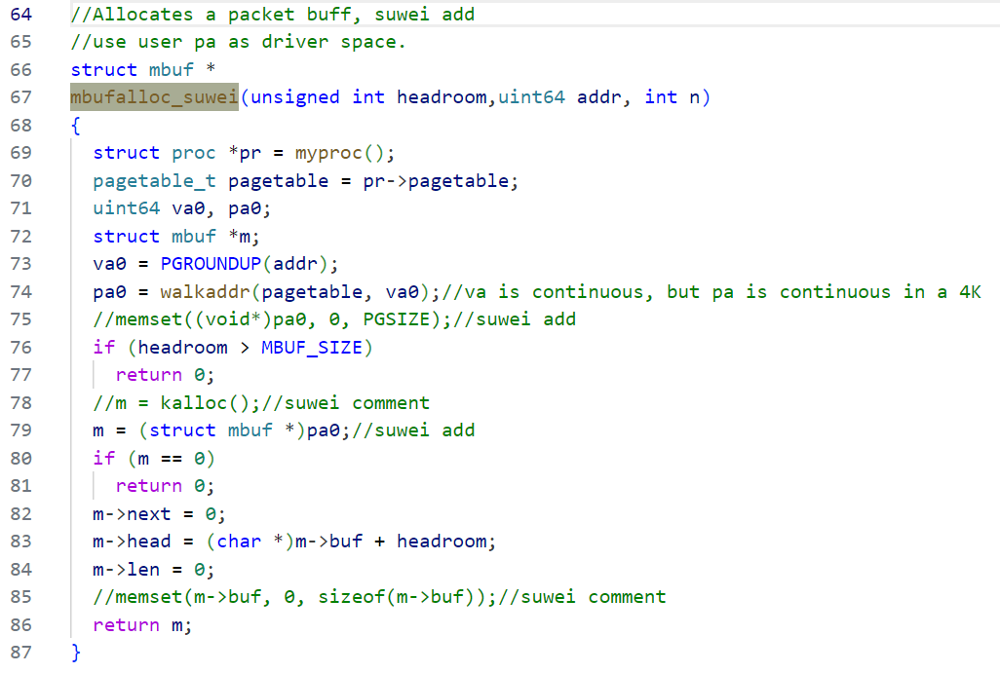 64 //Allocates a packet buff, suwei add
65 //use user pa as driver space.
66 struct mbuf *
67 mbufalloc_suwei(unsigned int headroom,uint64 addr, int n)
68 {
69   struct proc *pr = myproc();
70   pagetable_t pagetable = pr->pagetable;
71   uint64 va0, pa0;
72   struct mbuf *m;
73   va0 = PGROUNDUP(addr);
74   pa0 = walkaddr(pagetable, va0);//va is continuous, but pa is continuous in a 4K
75   //memset((void*)pa0, 0, PGSIZE);//suwei add
76   if (headroom > MBUF_SIZE)
77     return 0;
78   //m = kalloc();//suwei comment
79   m = (struct mbuf *)pa0;//suwei add
80   if (m == 0)
81     return 0;
82   m->next = 0;
83   m->head = (char *)m->buf + headroom;
84   m->len = 0;
85   //memset(m->buf, 0, sizeof(m->buf));//suwei comment
86   return m;
87 }